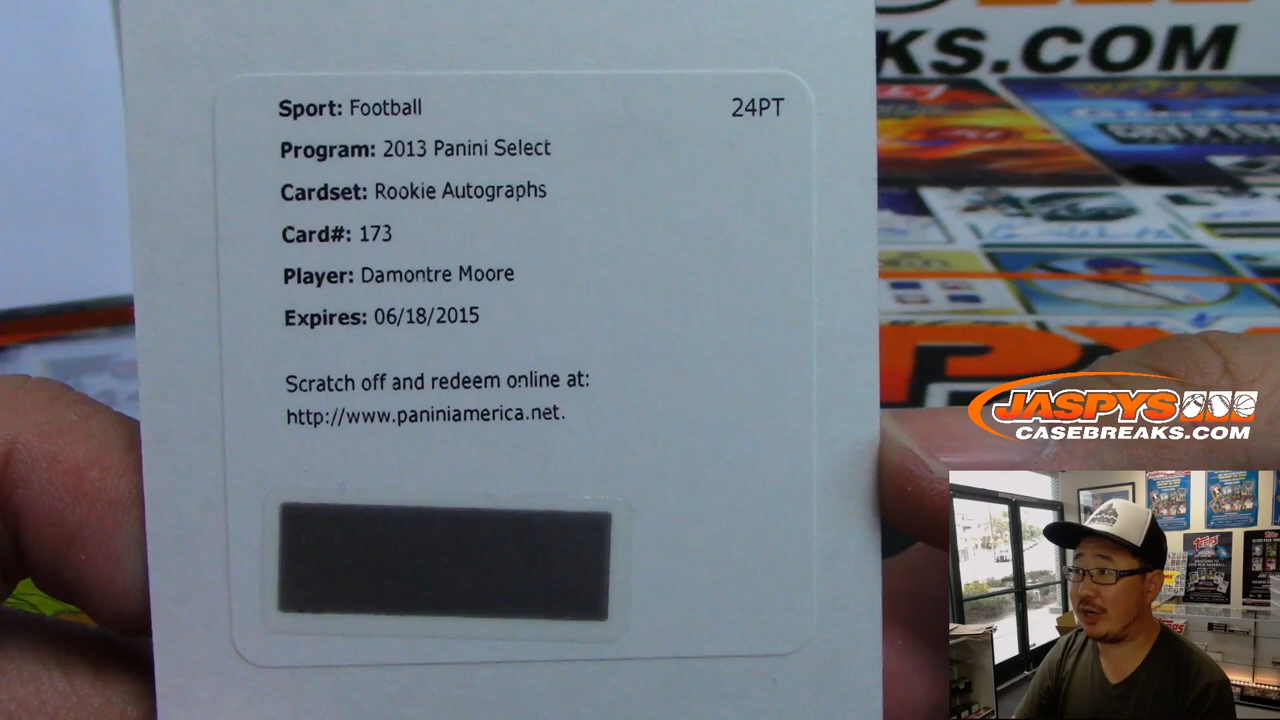 KS.COM
Sport: Football
24PT
Program: 2013 Panini Select
Cardset: Rookie Autographs
Card#: 173
Player: Damontre Moore
Expires: 06/18/2015
Scratch off and redeem online at:
http://www.paniniamerica.net.
JASPYS
CASEBREAKS.COM
TOPPS